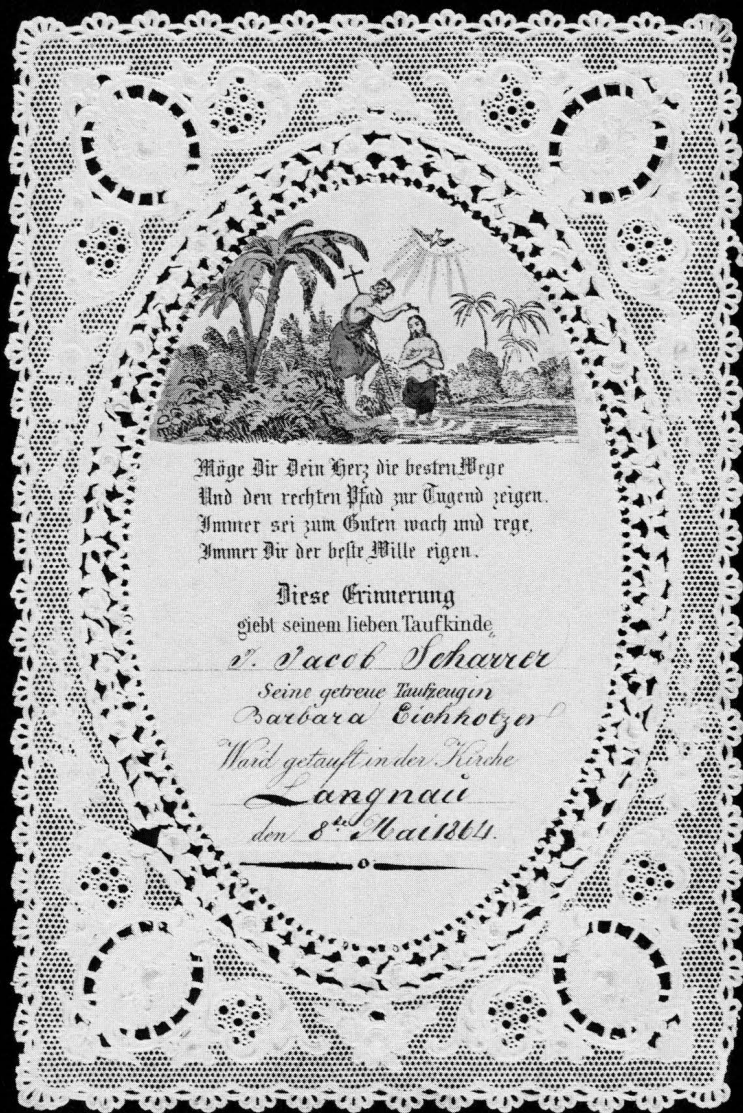 Möge Dir Dein Herz die besten Wege
Und den rechten Pfad zur Tugend zeigen.
Immer sei zum Guten wach und rege,
Immer Dir der beste Wille eigen.
Diese Erinnerung
giebt seinem lieben Taufkinde
J. Jacob Schärrer
Seine getreue Taufzeugin
Barbara Eichholzer
Ward getauft in der Kirche
Langnau
den 8te Mai 1864.